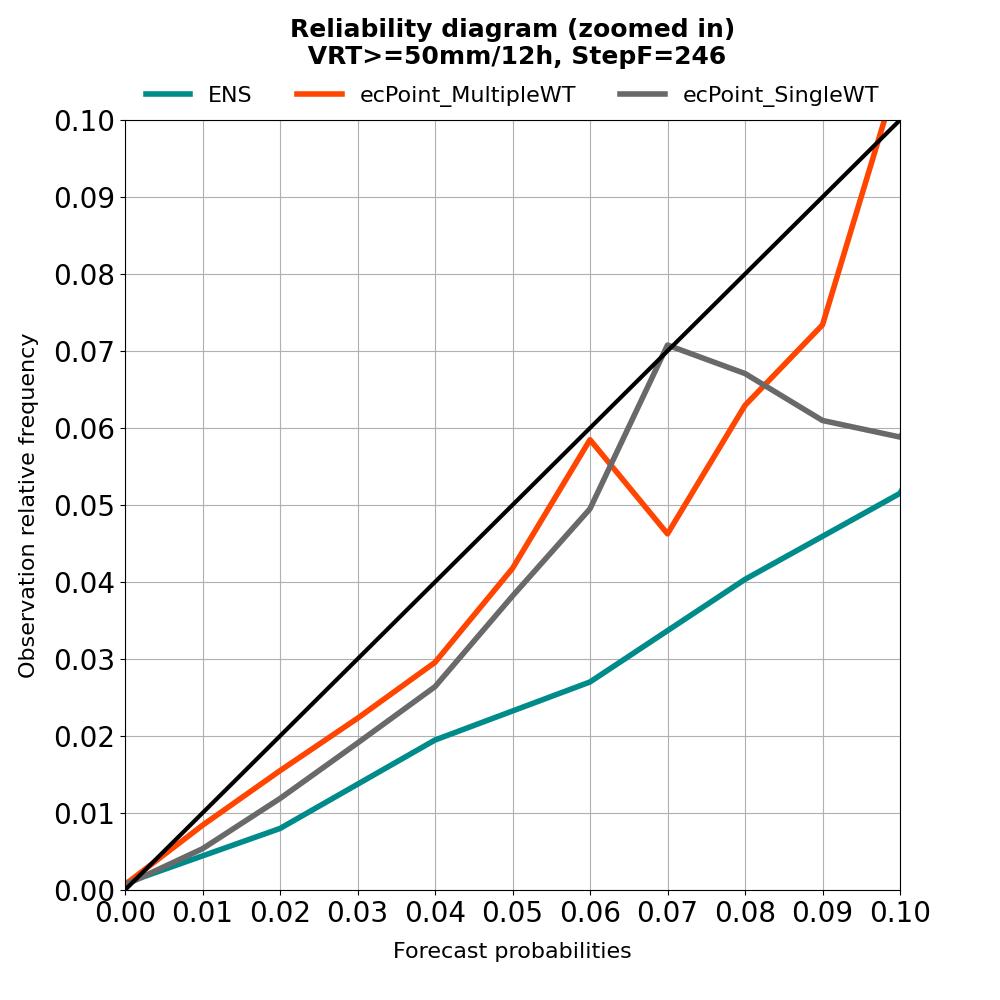 Reliability diagram (zoomed in)
VRT>=50mm/12h, StepF=246
ENS ecPoint_MultipleWT ecPoint_SingleWT
0.10
0.09
0.08
0.07
0.06
0.05
0.04
0.03
0.02
0.01
0.00
Observation relative frequency
0.00 0.01 0.02 0.03 0.04 0.05 0.06 0.07 0.08 0.09 0.10
Forecast probabilities